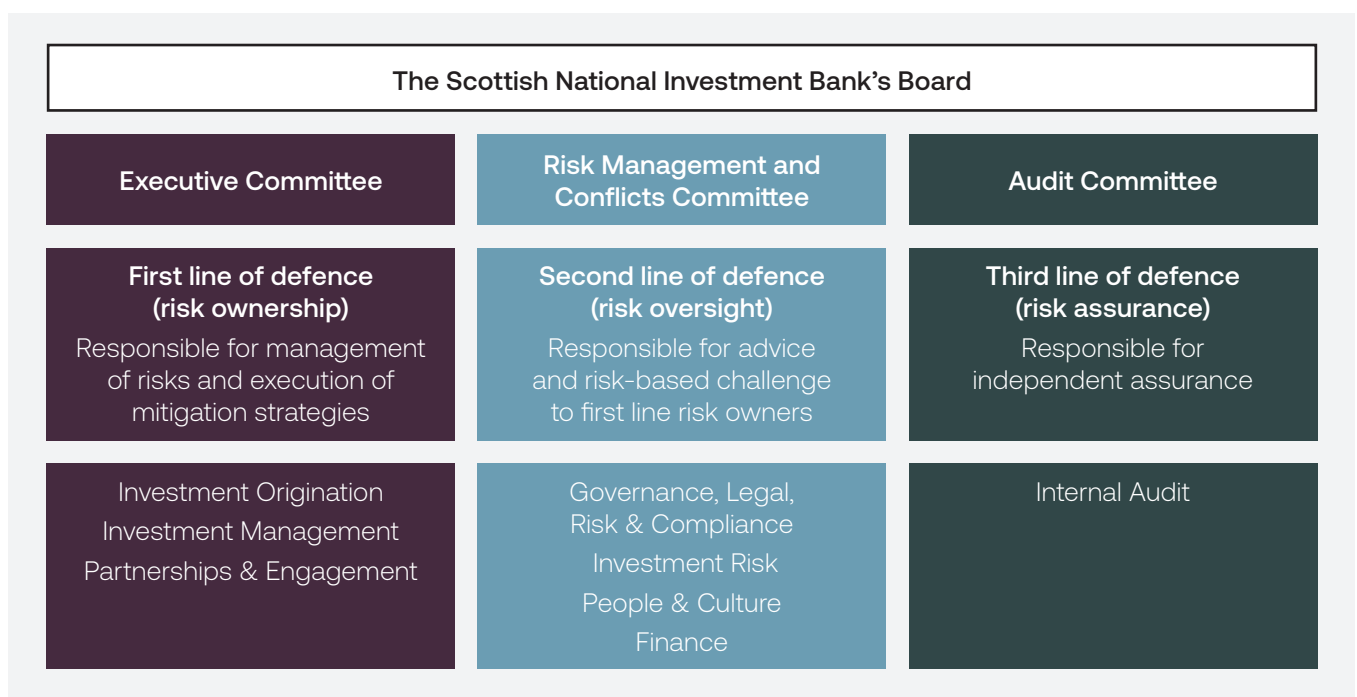 The Scottish National Investment Bank's Board
Executive Committee
Risk Management and
Conflicts Committee
Audit Committee
First line of defence
(risk ownership)
Responsible for management
of risks and execution of
mitigation strategies
Second line of defence
(risk oversight)
Responsible for advice
and risk-based challenge
to first line risk owners
Third line of defence
(risk assurance)
Responsible for
independent assurance
Investment Origination
Investment Management
Partnerships & Engagement
Governance, Legal,
Risk & Compliance
Investment Risk
People & Culture
Finance
Internal Audit